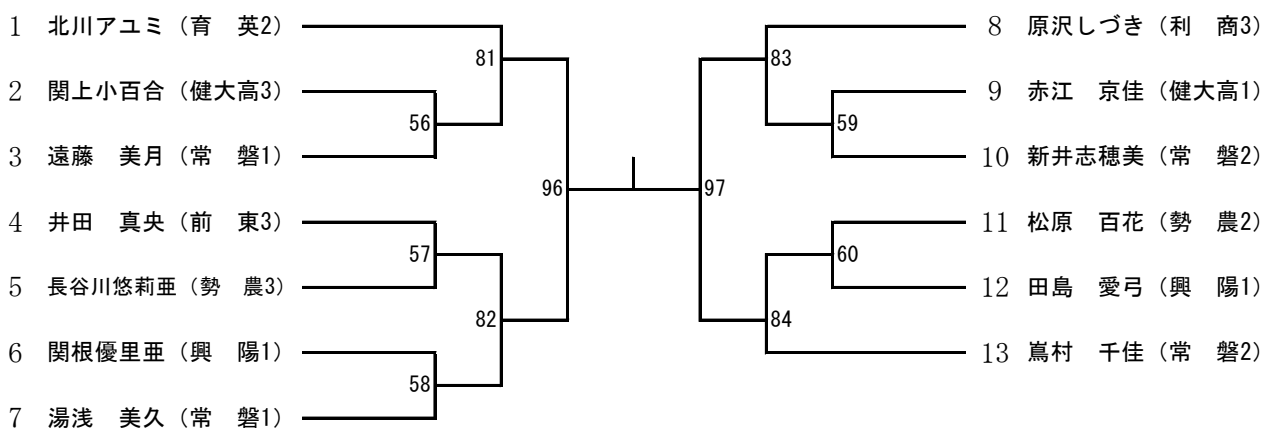 1 北川アユミ（育　英2）
81
2 関上小百合（健大高3）
56
3 遠藤　美月（常　磐1）
96
4 井田　真央（前　東3）
57
5 長谷川悠莉亜（勢　農3）
82
6 関根優里亜（興　陽1）
58
7 湯浅　美久（常　磐1）
8 原沢しづき（利　商3）
83
9 赤江　京佳（健大高1）
59
10 新井志穂美（常　磐2）
97
11 松原　百花（勢　農2）
60
12 田島　愛弓（興　陽1）
84
13 嶌村　千佳（常　磐2）